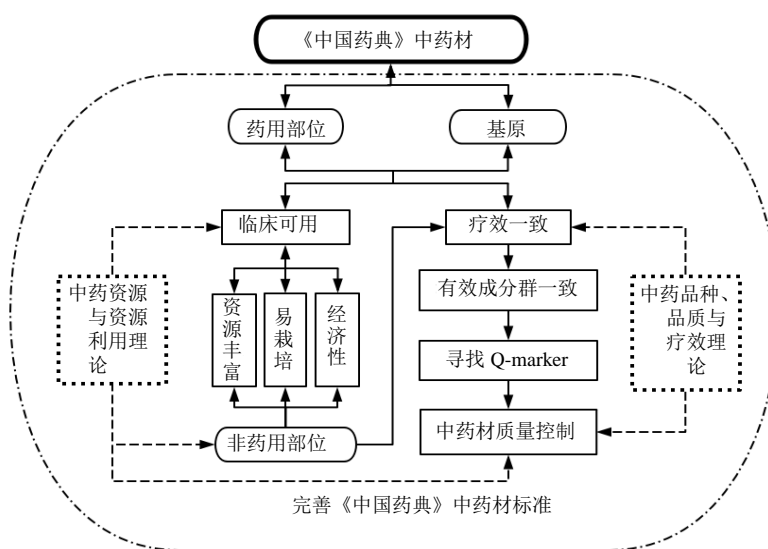 《中国药典》中药材
药用部位
基原
临床可用
疗效一致
中药资源
与资源
利用理
论
资源丰富
易栽培
经济性
有效成分群一致
寻找 Q-marker
中药品种、
品质与
疗效理
论
非药用部位
中药材质量控制
完善《中国药典》中药材标准